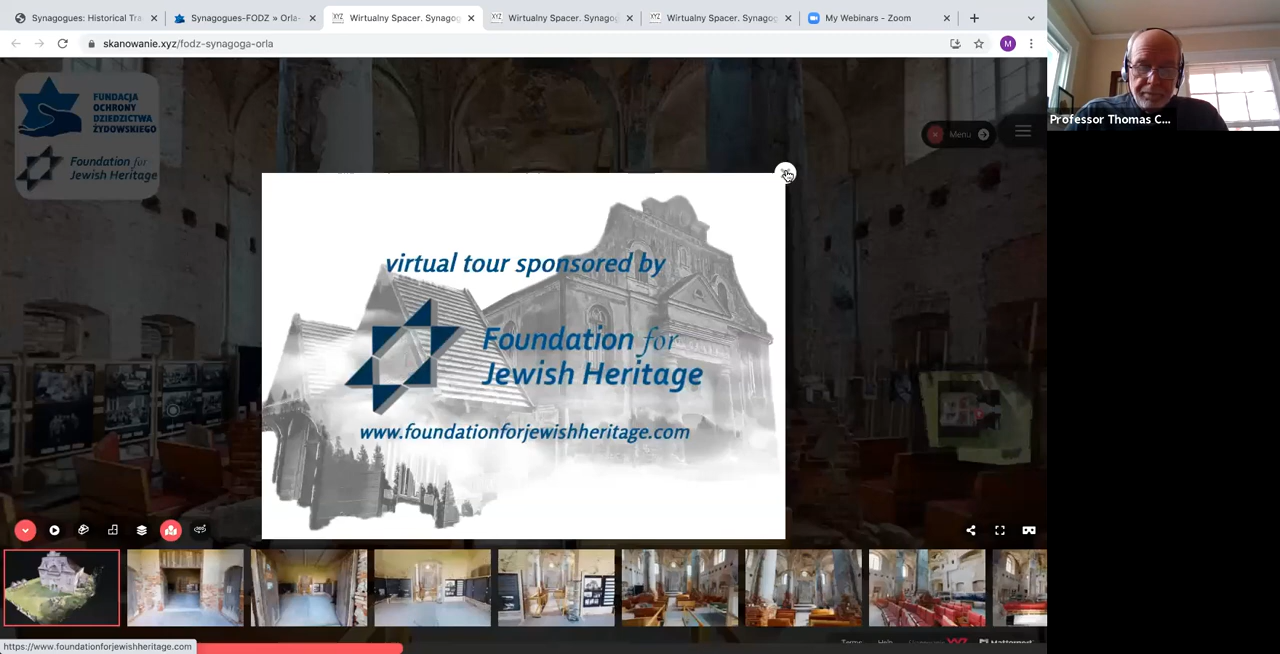 Synagogues: Historical Tra
Synagogues-FODZ » Orla-
Wirtualny Spacer. Synagog
Wirtualny Spacer. Synagog
Wirtualny Spacer. Synagog
My Webinars - Zoom
skanowanie.xyz/fodz-synagoga-orla
M
FUNDACJA
OCHRONY
DZIEDZICTWA
ŻYDOWSKIEGO
Foundation for
Jewish Heritage
Menu
Professor Thomas C...
virtual tour sponsored by
Foundation for
Jewish Heritage
www.foundationforjewishheritage.com
https://www.foundationforjewishheritage.com